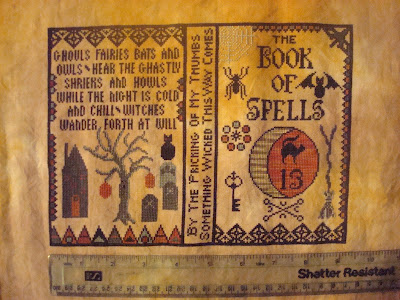 GHOULS FAIRIES BATS AND
OWLS HEAR THE GHASTLY
SHRIEKS AND HOWLS
WHILE THE NIGHT IS COLD
AND CHILL WITCHES
WANDER FORTH AT WILL
BY THE PRICKING OF MY THUMBS
SOMETHING WICKED THIS WAY COMES
THE
BOOK
OF
SPELLS
13
Shatter Resistant